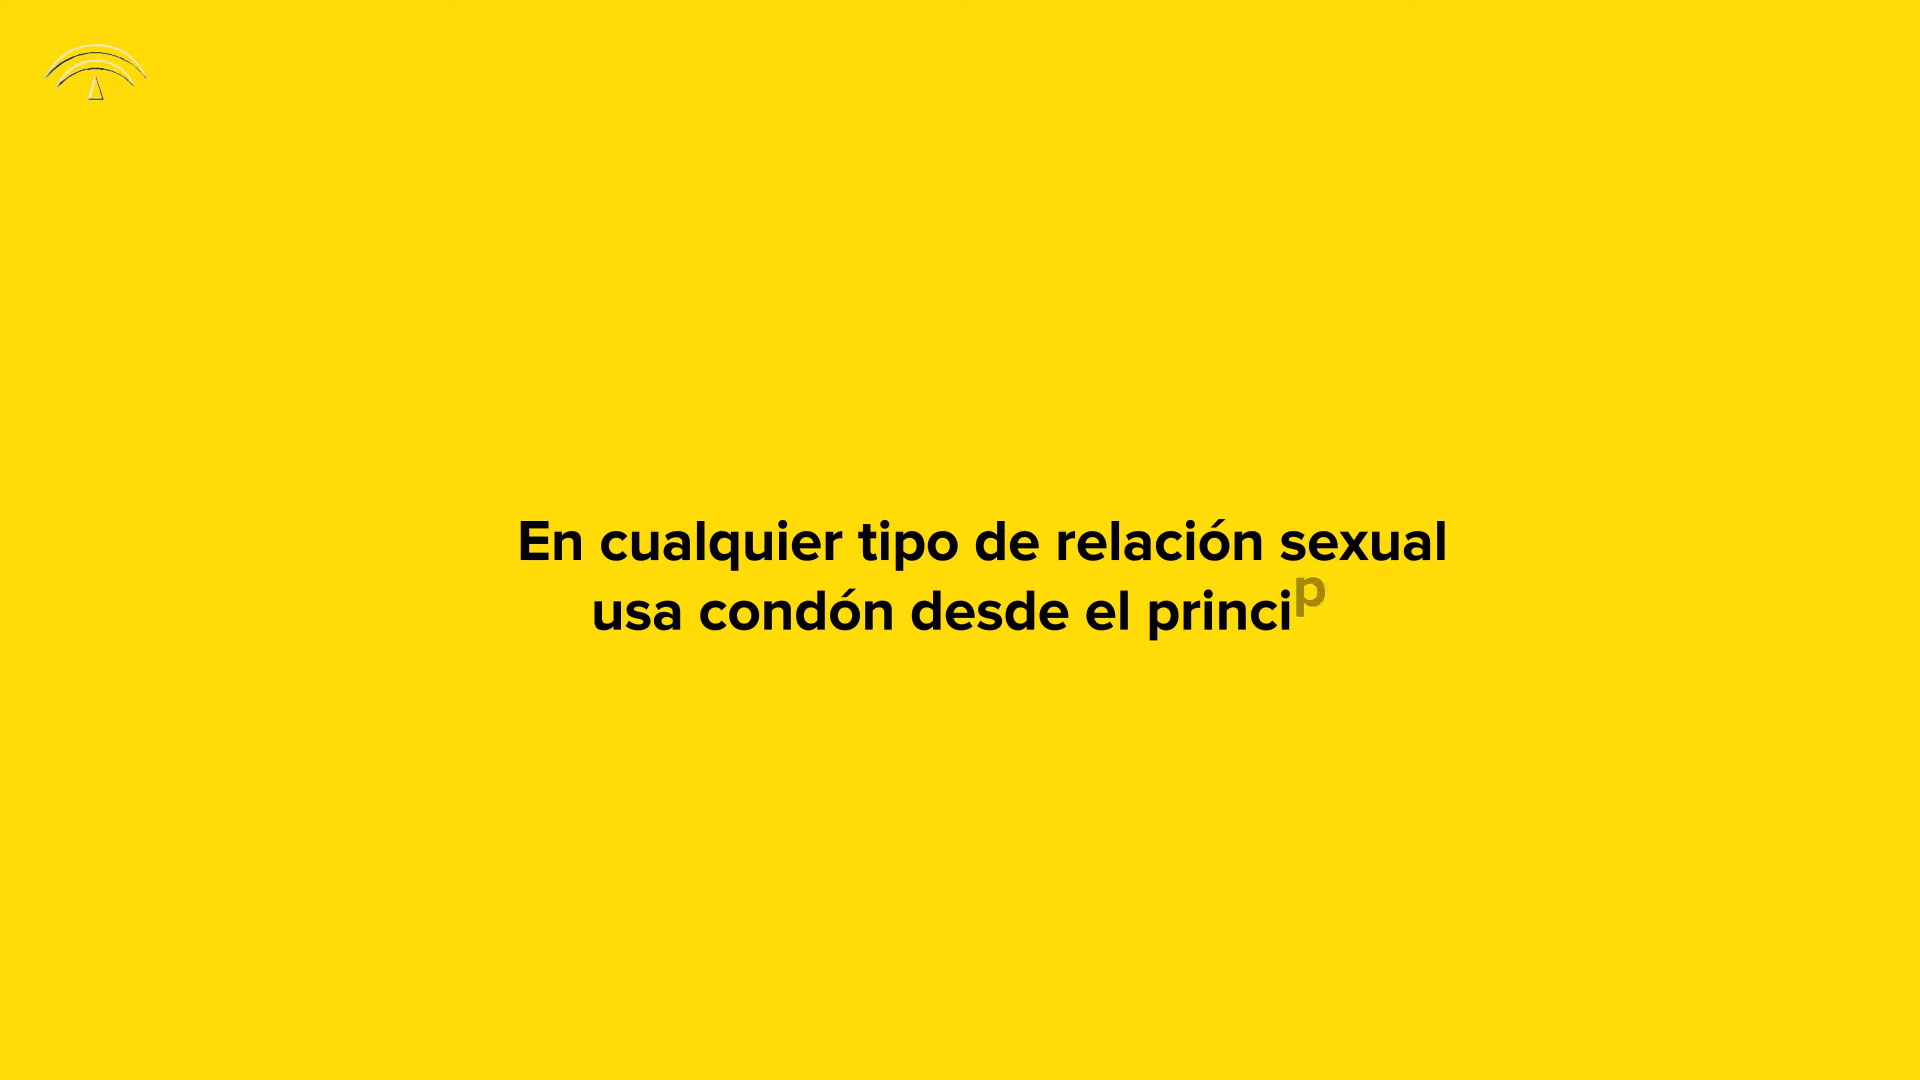 En cualquier tipo de relación sexual
usa condón desde el princip